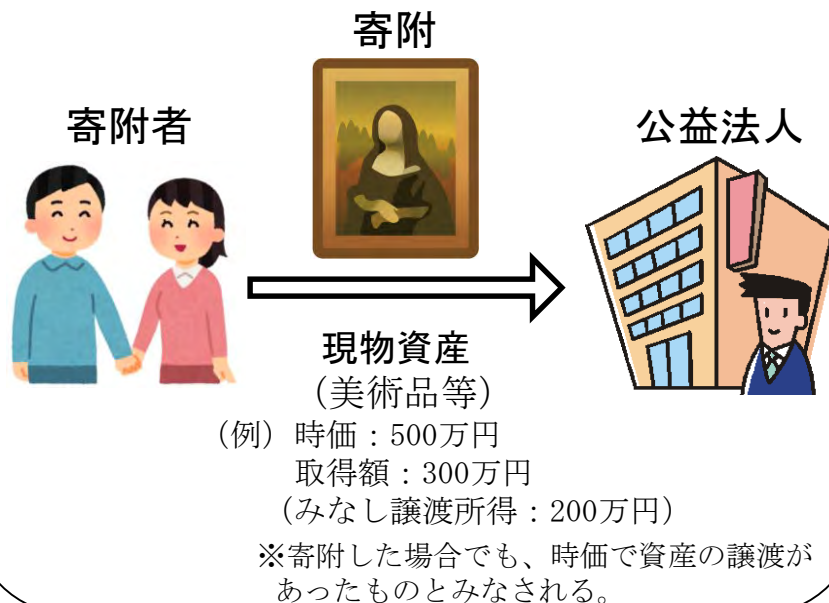 寄附
寄附者
公益法人
現物資産
（美術品等）
（例）時価：500万円
取得額：300万円
（みなし譲渡所得：200万円）
※寄附した場合でも、時価で資産の譲渡が
あったものとみなされる。